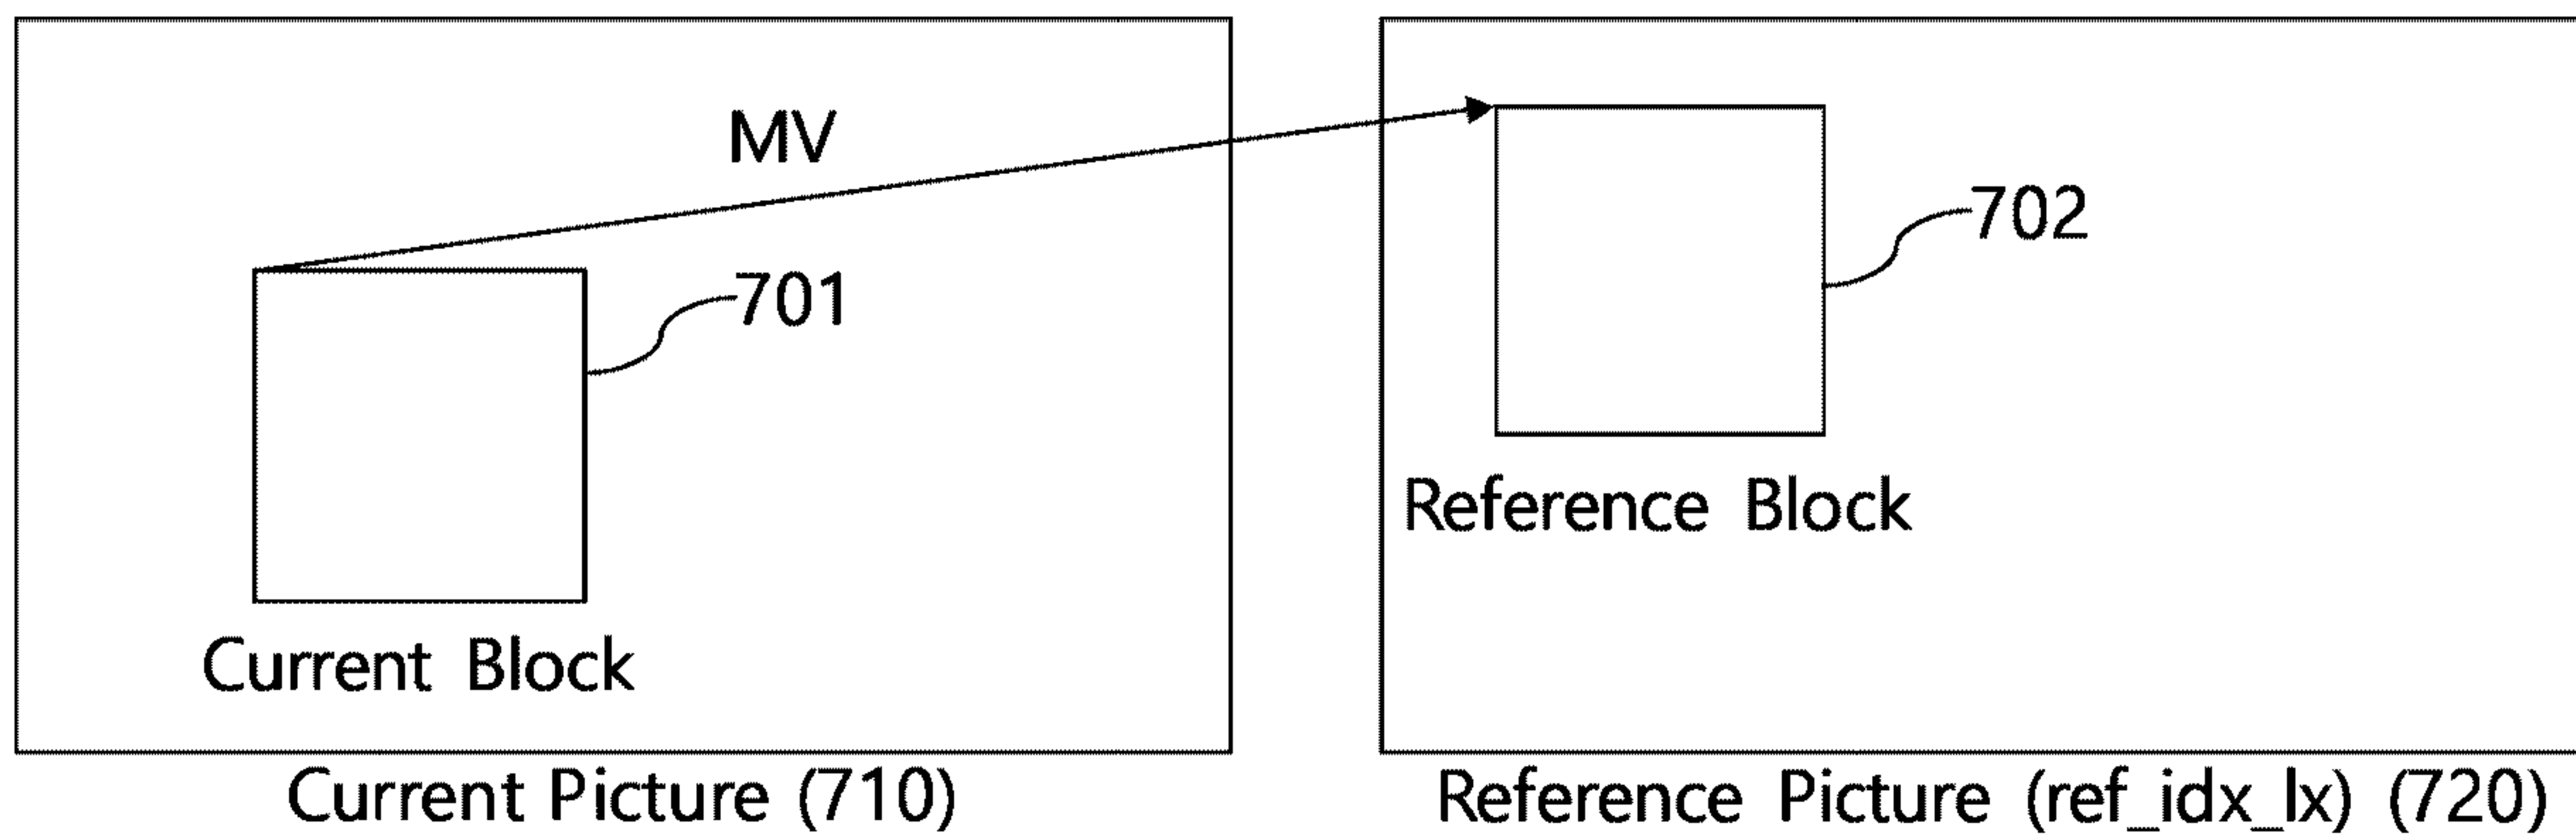 MV
702
701
Reference Block
Current Block
Current Picture (710)
Reference Picture (ref_idx_lx) (720)